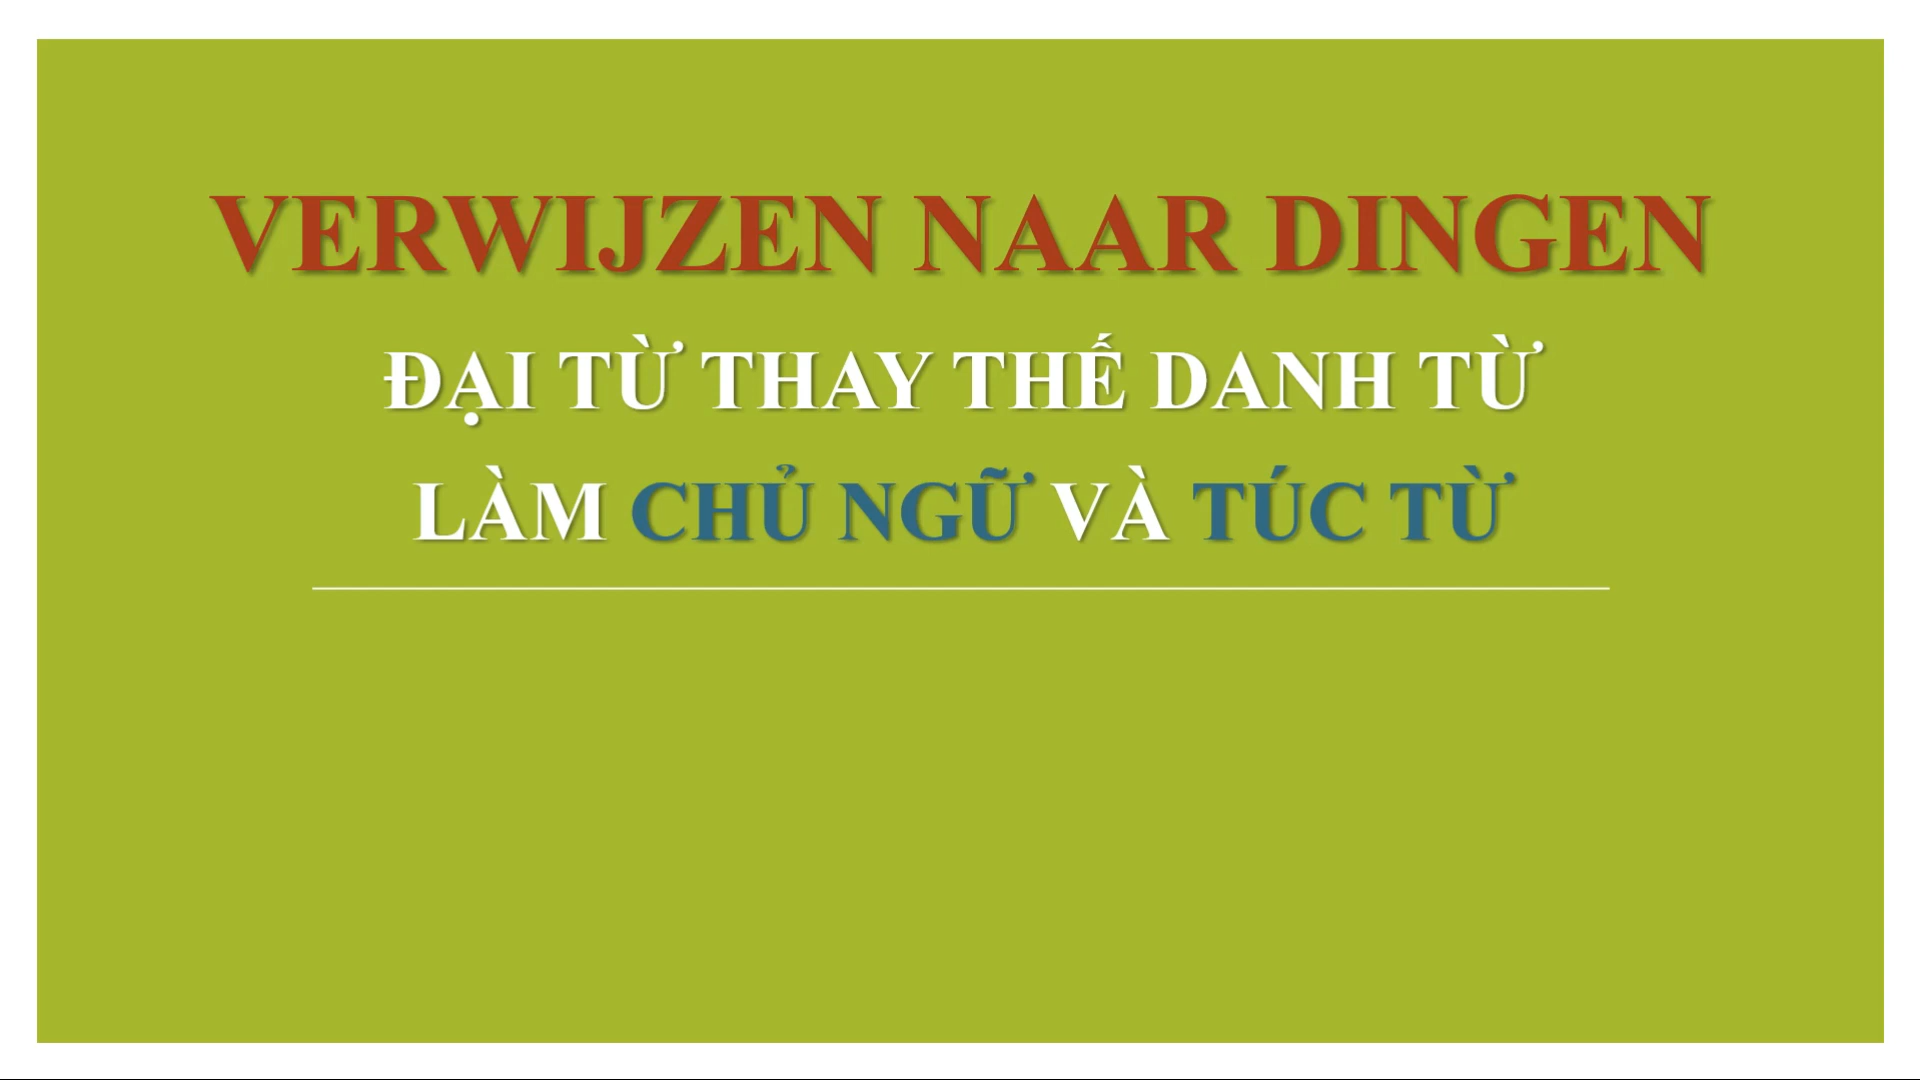 VERWIJZEN NAAR DINGEN
ĐẠI TỪ THAY THẾ DANH TỪ
LÀM CHỦ NGỮ VÀ TÚC TỪ